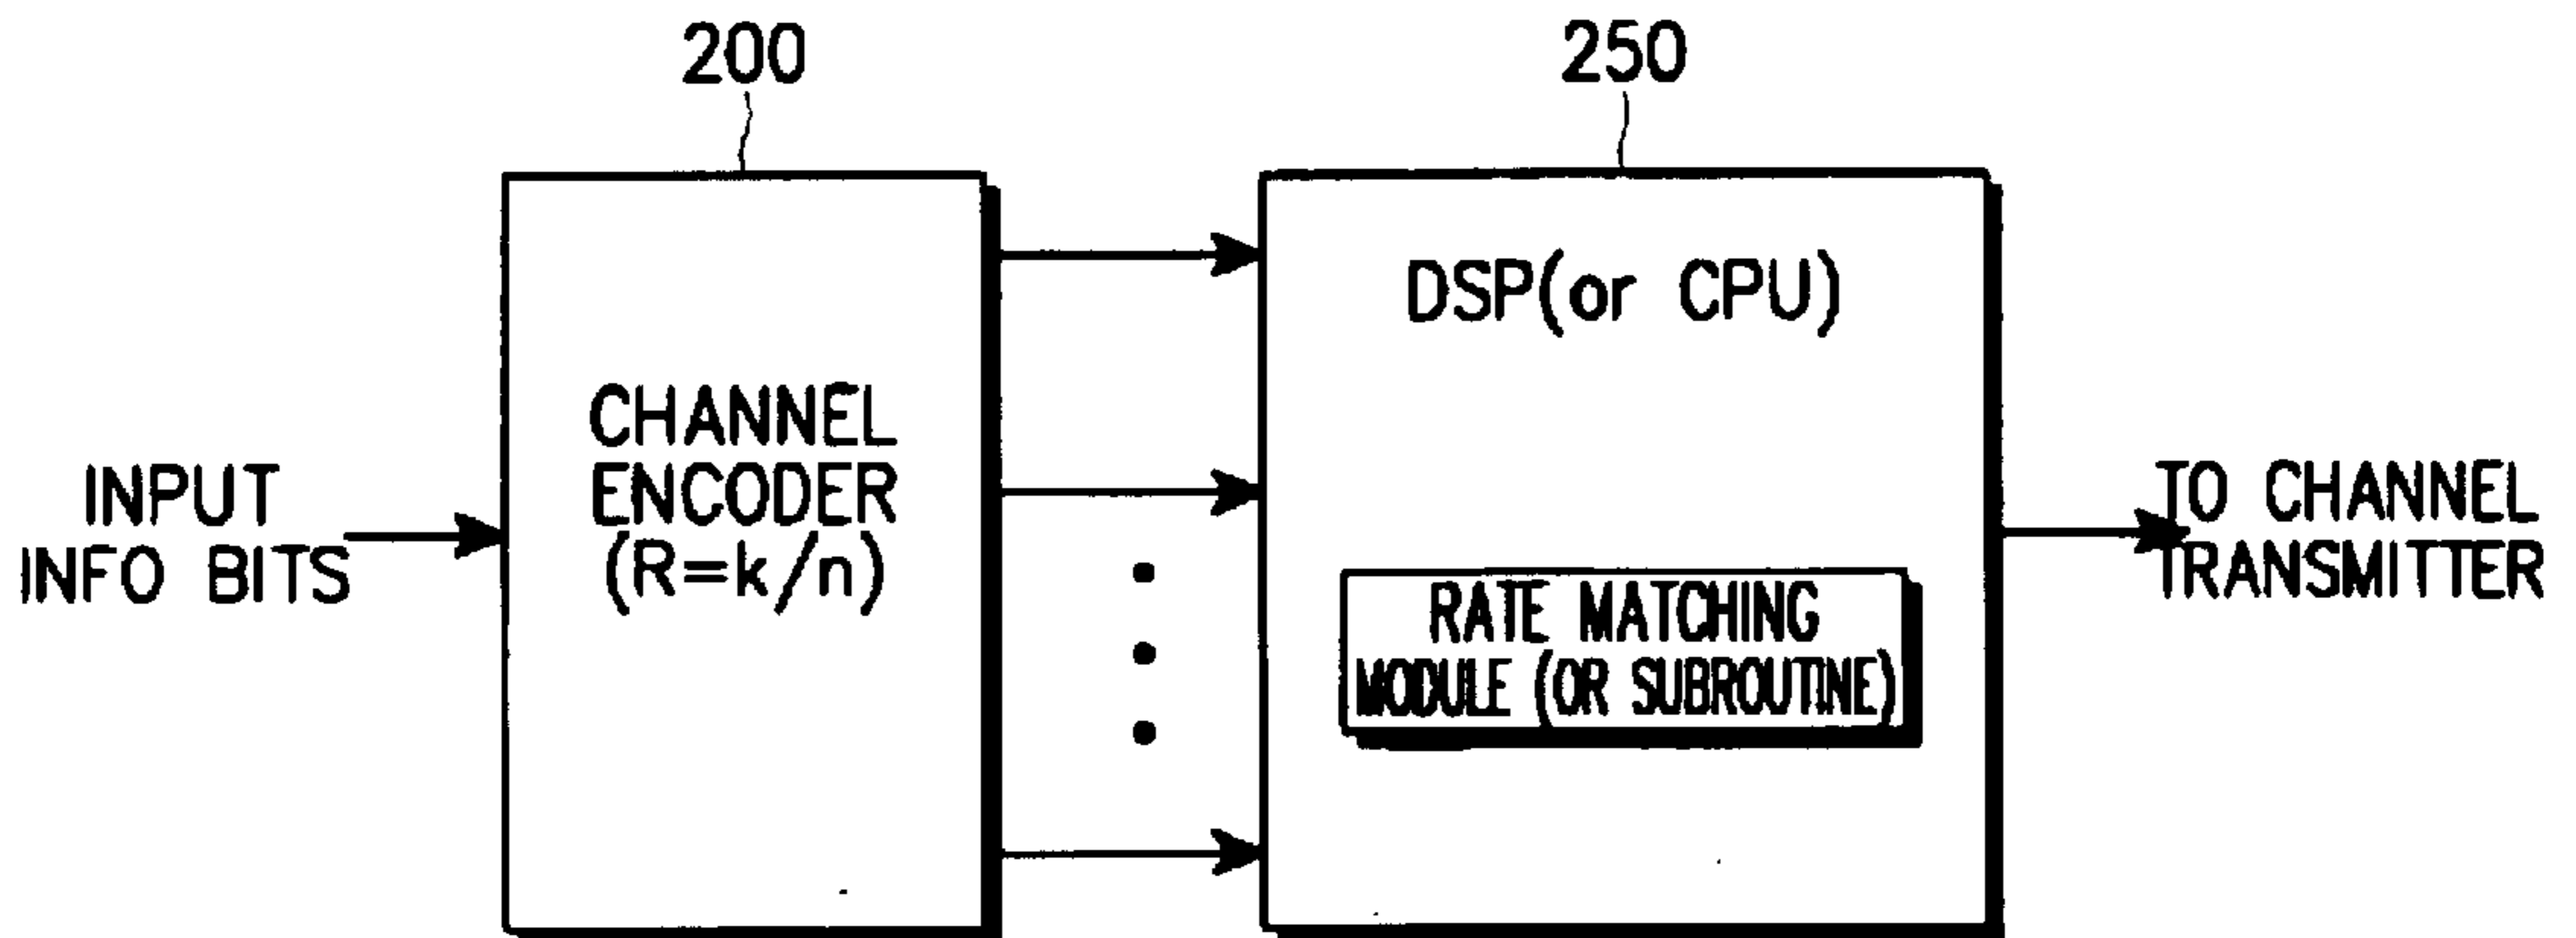 200
250
INPUT
INFO BITS
CHANNEL
ENCODER
(R=k/n)
DSP(or CPU)
RATE MATCHING
MODULE (OR SUBROUTINE)
TO CHANNEL
TRANSMITTER